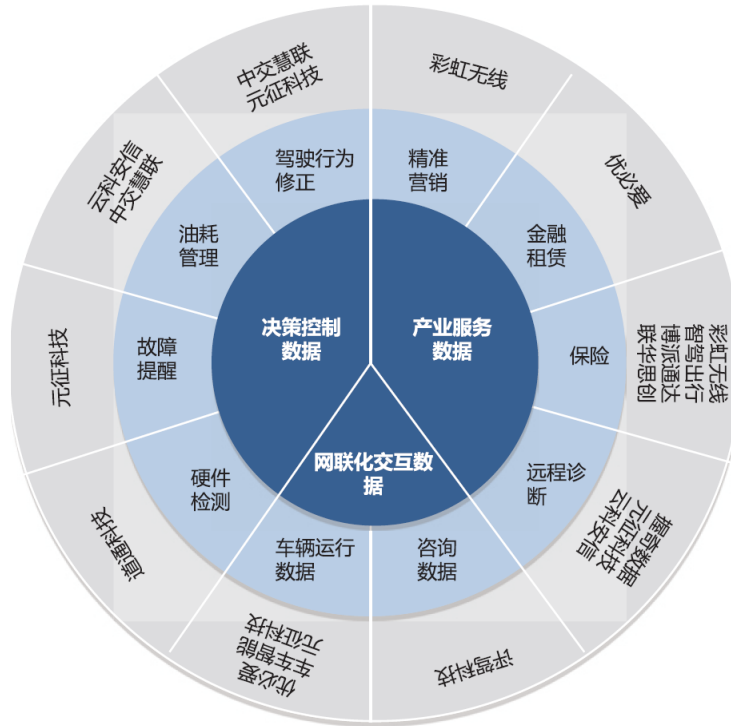 中交慧联
元征科技
彩虹无线
优必爱
彩虹无线
智驾出行
博派通达
联华思创
握奇数据
元征科技
云科安信
评驾科技
优必爱
车车智能
元征科技
道通科技
元征科技
云科安信
中交慧联
驾驶行为
修正
精准
营销
金融
租赁
保险
远程诊
断
咨询
数据
车辆运行
数据
硬件
检测
故障
提醒
油耗
管理
决策控制
数据
产业服务
数据
网联化交互数
据